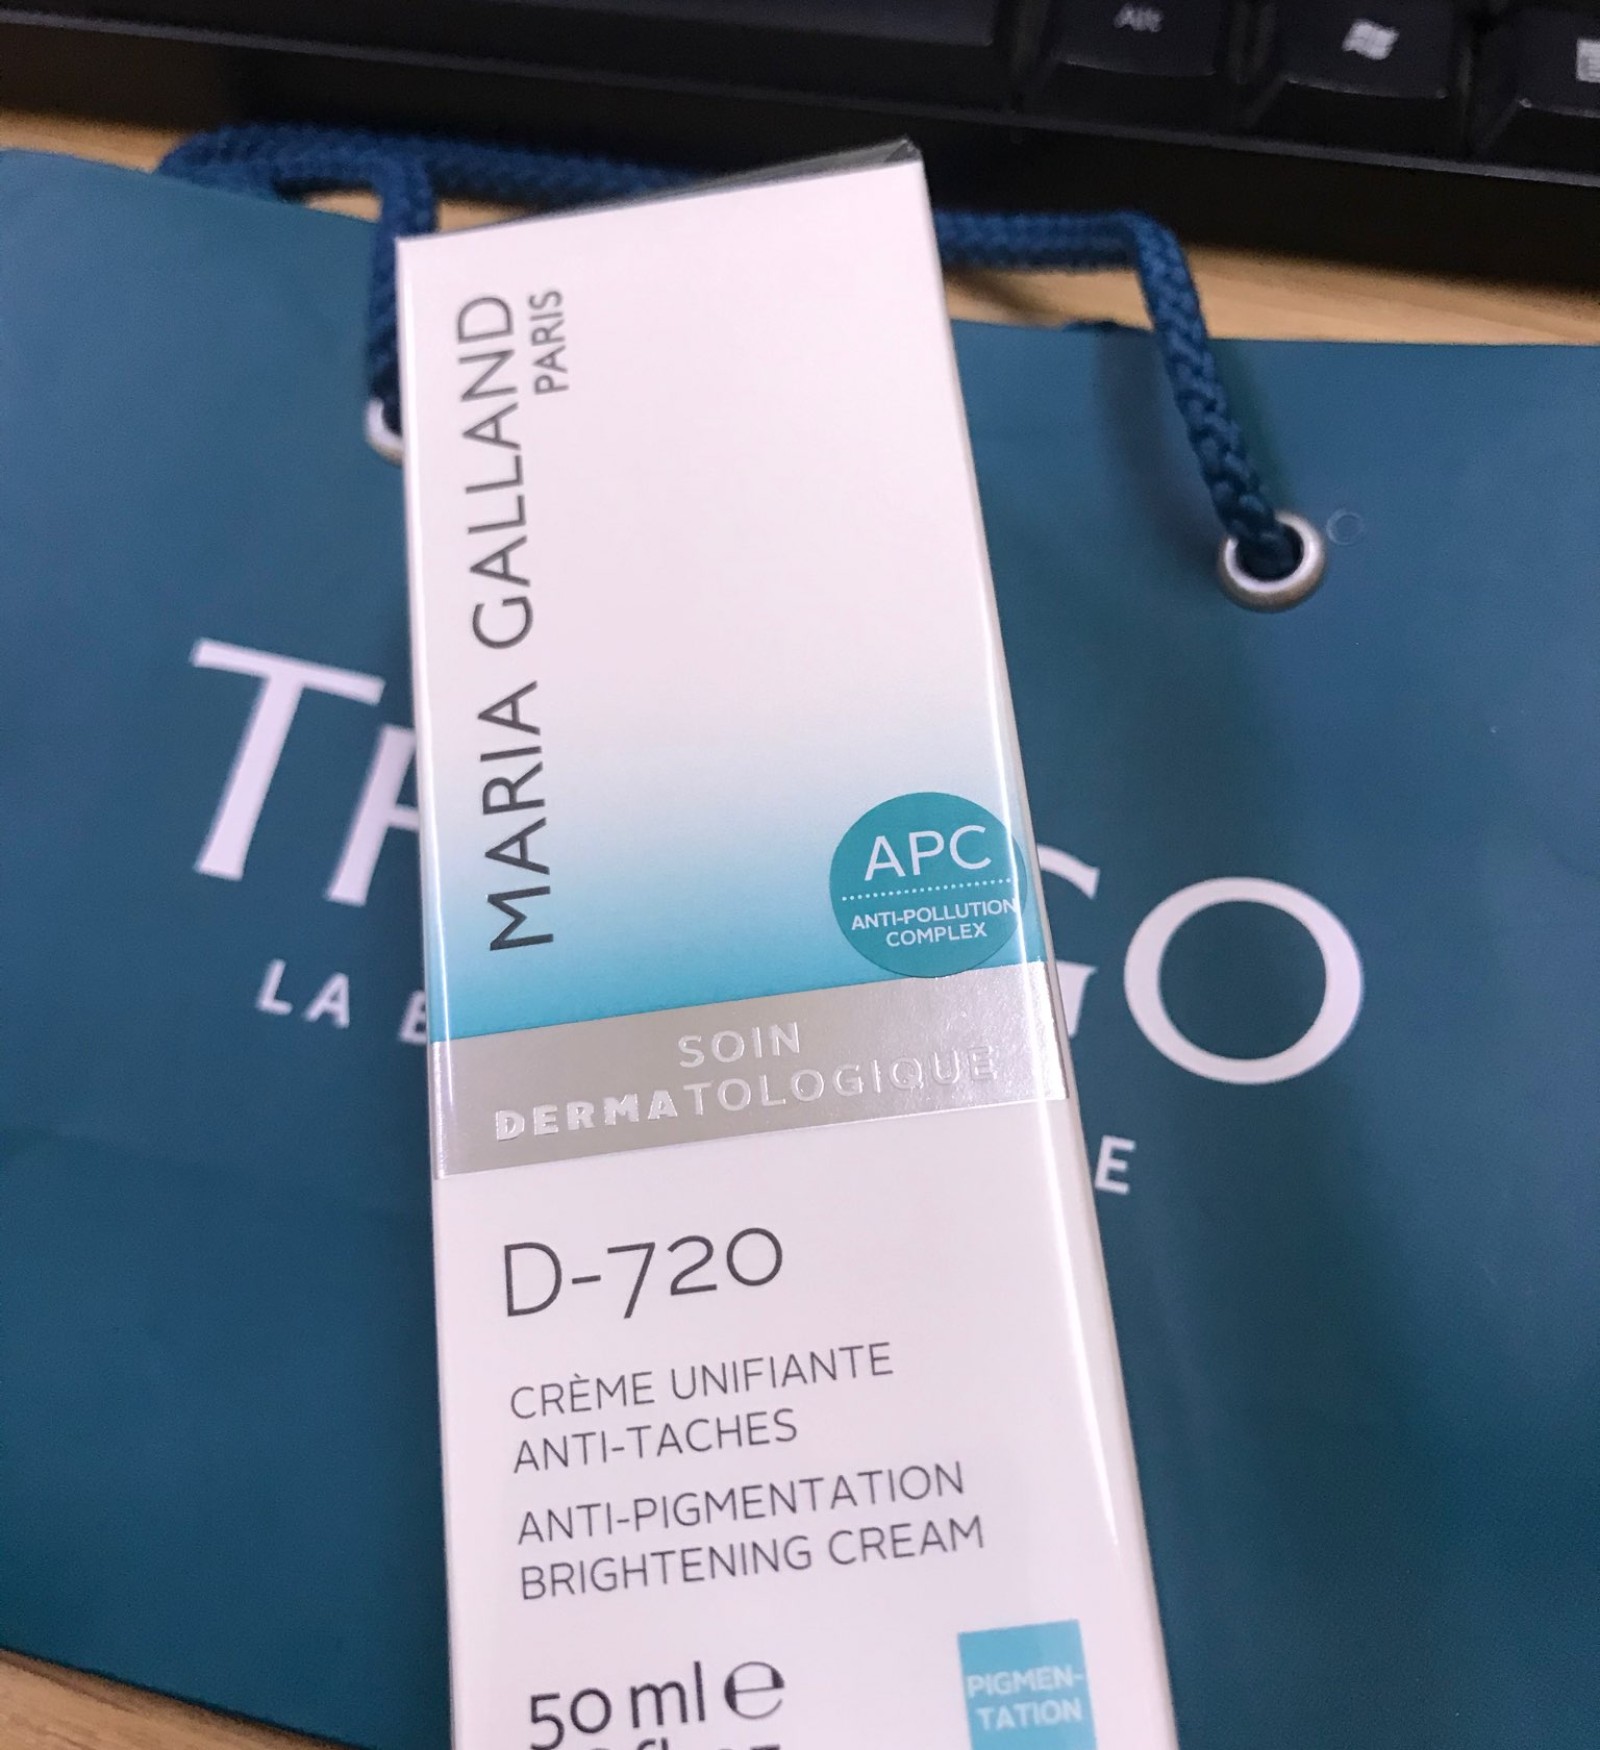 Alt
MARIA GALLAND
PARIS
APC
ANTI-POLLUTION
COMPLEX
SOIN
DERMATOLOGIQUE
D-720
CRÈME UNIFIANTE
ANTI-TACHES
ANTI-PIGMENTATION
BRIGHTENING CREAM
50 ml e
PIGMEN-
TATION
LA